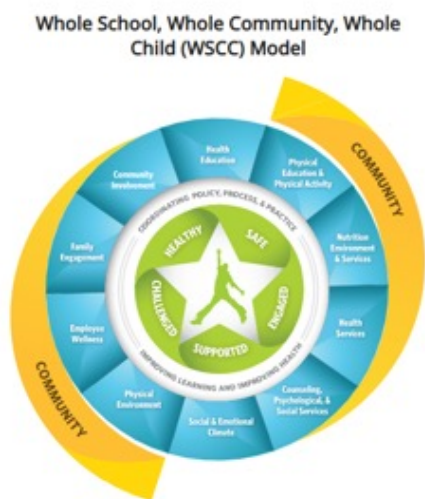 Whole School, Whole Community, Whole
Child (WSCC) Model
COMMUNITY
Health
Education
Physical
Education &
Physical Activity
Nutrition
Environment
& Services
Health
Services
Counseling,
Psychological, &
Social Services
Social & Emotional
Climate
Physical
Environment
Employee
Wellness
Family
Engagement
Community
Involvement
COORDINATING POLICY, PROCESS, & PRACTICE
IMPROVING LEARNING AND IMPROVING HEALTH
HEALTHY
SAFE
ENGAGED
SUPPORTED
CHALLENGED
COMMUNITY